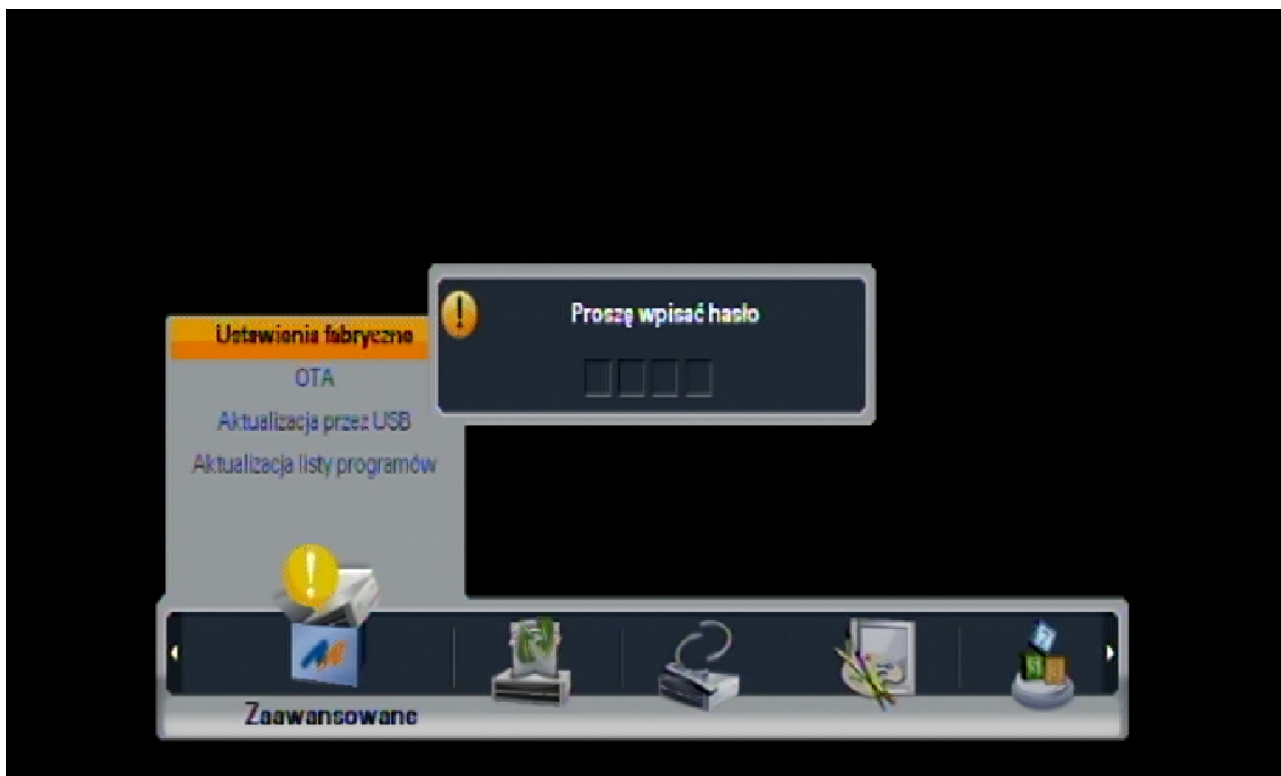 Proszę wpisać hasło
Ustawienia fabryczne
OTA
Aktualizacja przez USB
Aktualizacja listy programów
Zaawansowane